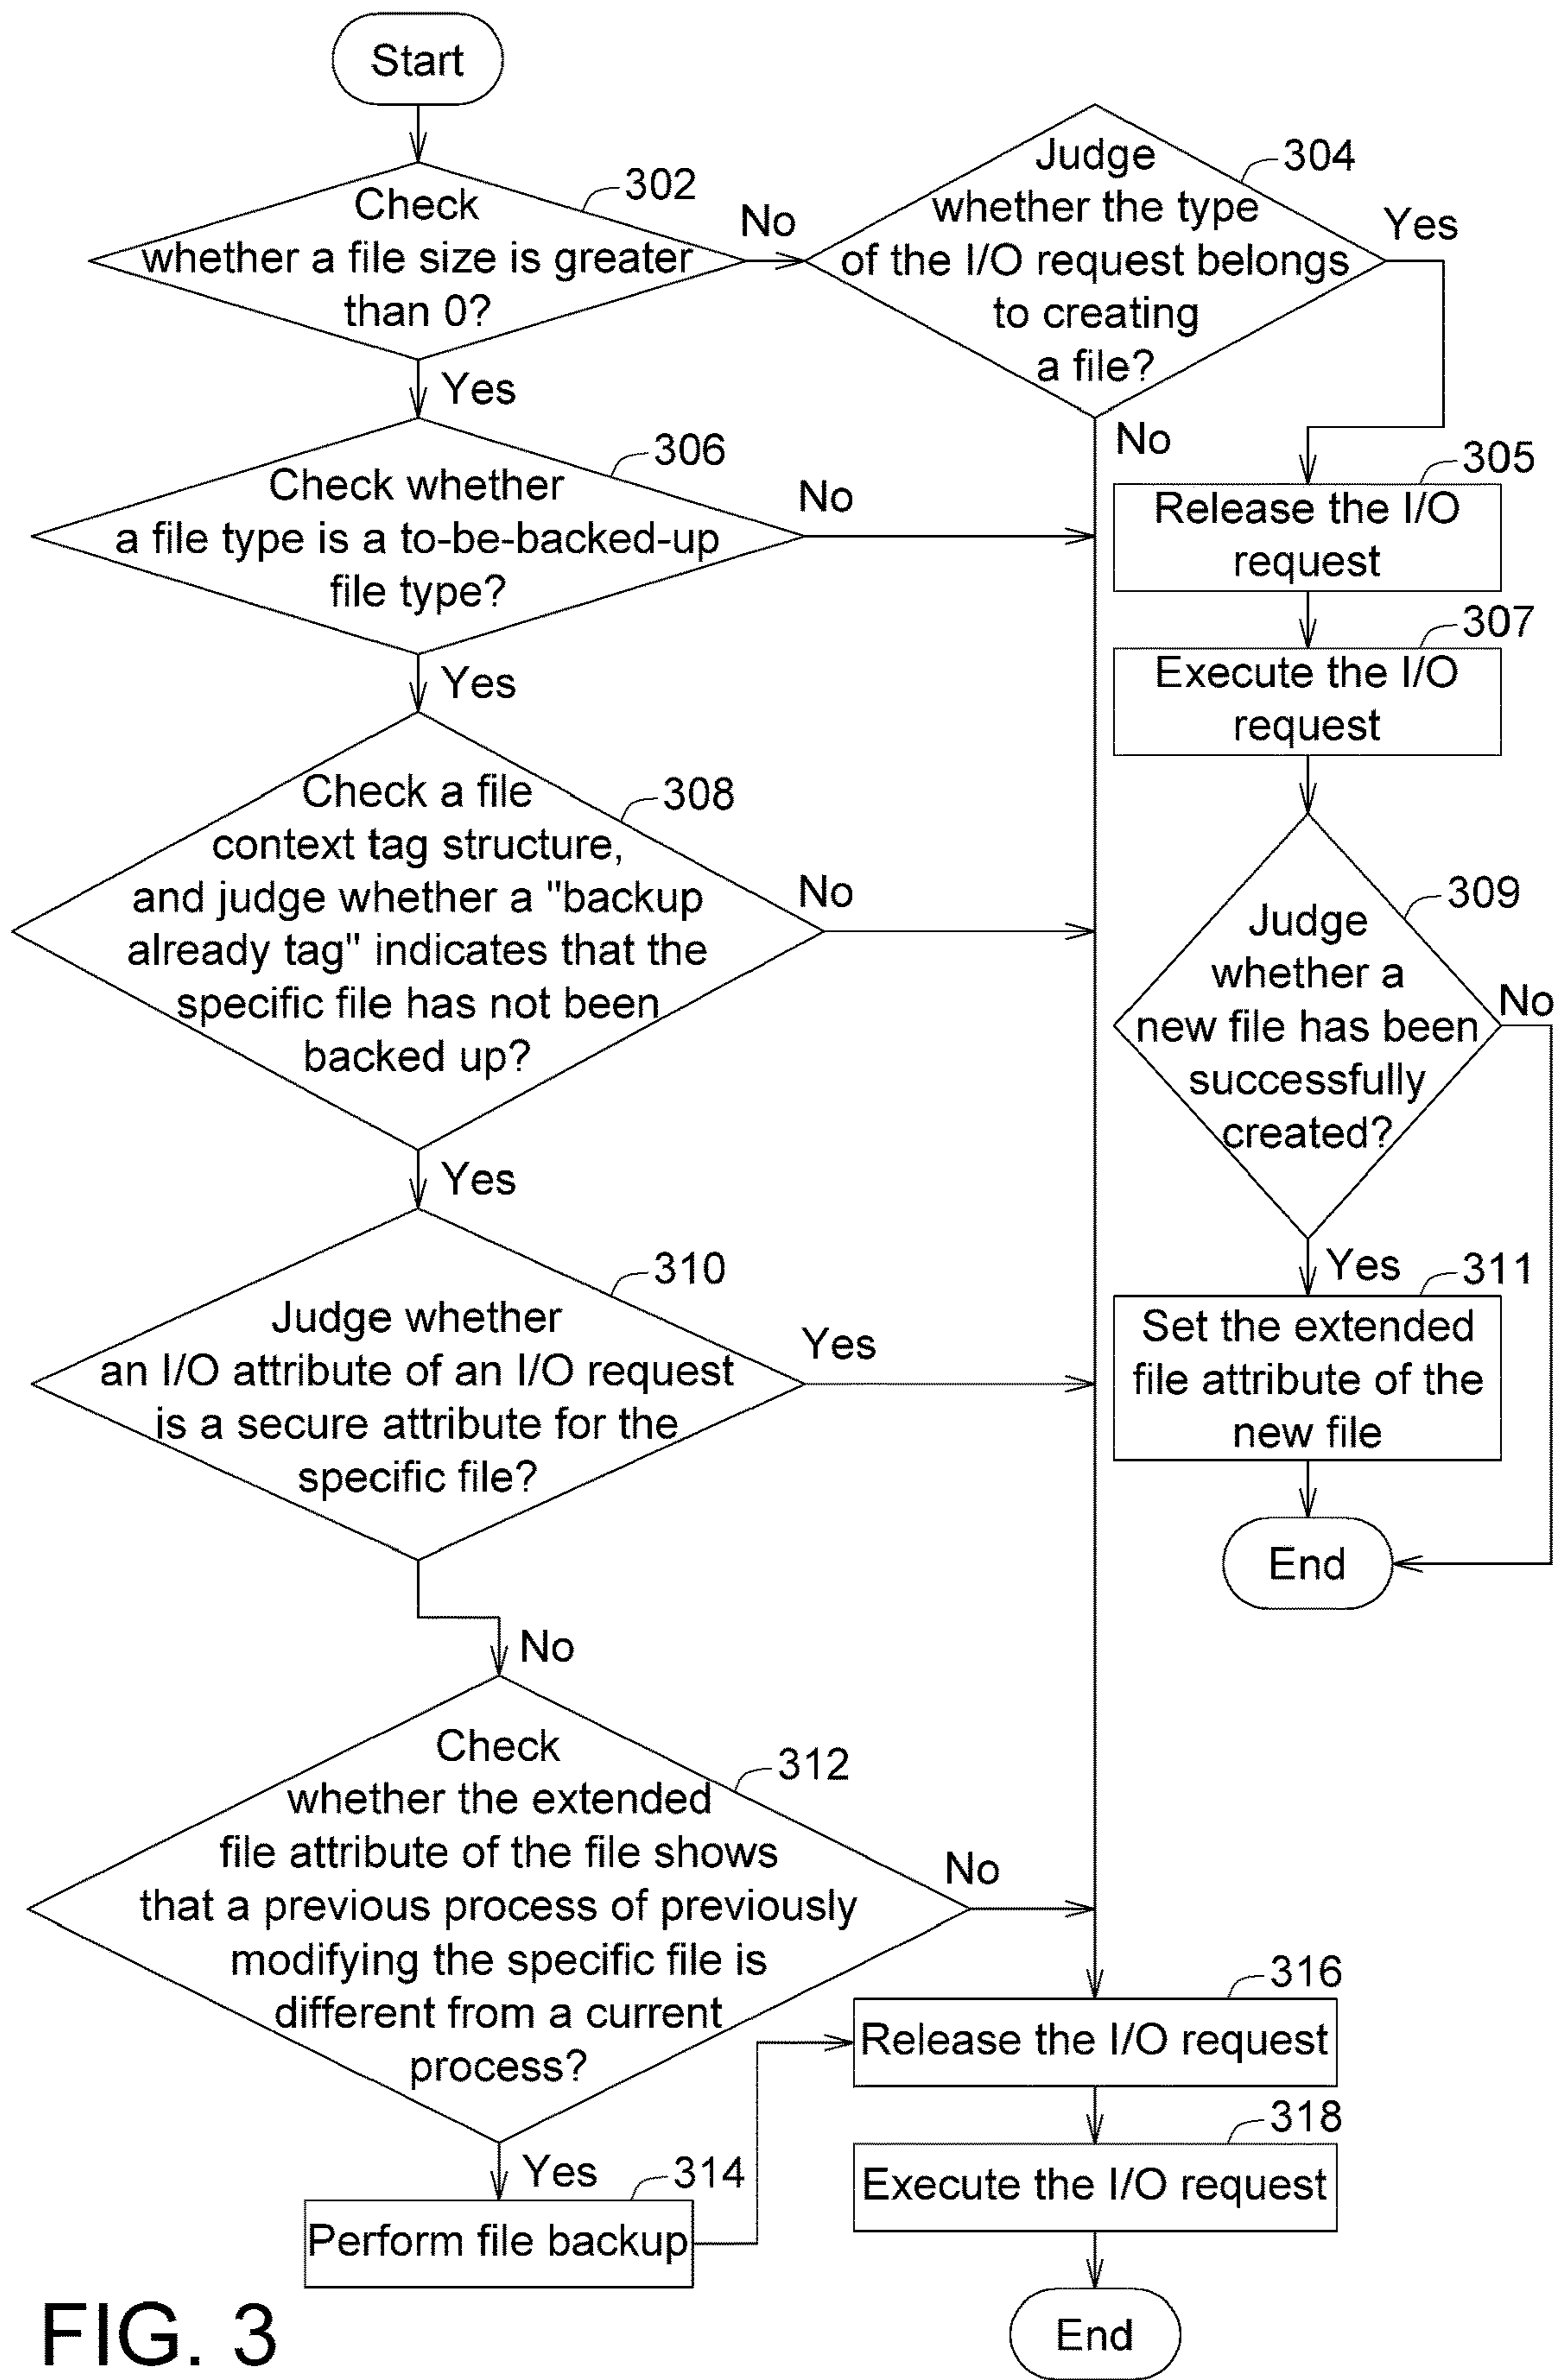 Start
Check
whether a file size is greater
than 0?
302
No
Judge
whether the type
of the I/O request belongs
to creating
a file?
304
Yes
No
Yes
Check whether
a file type is a to-be-backed-up
file type?
306
No
Release the I/O
request
305
Execute the I/O
request
307
Yes
Check a file
context tag structure,
and judge whether a "backup
already tag" indicates that the
specific file has not been
backed up?
308
No
Judge
whether a
new file has been
successfully
created?
309
No
Yes
Yes
Judge whether
an I/O attribute of an I/O request
is a secure attribute for the
specific file?
310
Yes
Set the extended
file attribute of the
new file
311
End
No
Check
whether the extended
file attribute of the file shows
that a previous process of previously
modifying the specific file is
different from a current
process?
312
No
Yes
Perform file backup
314
Release the I/O request
316
Execute the I/O request
318
End
FIG. 3